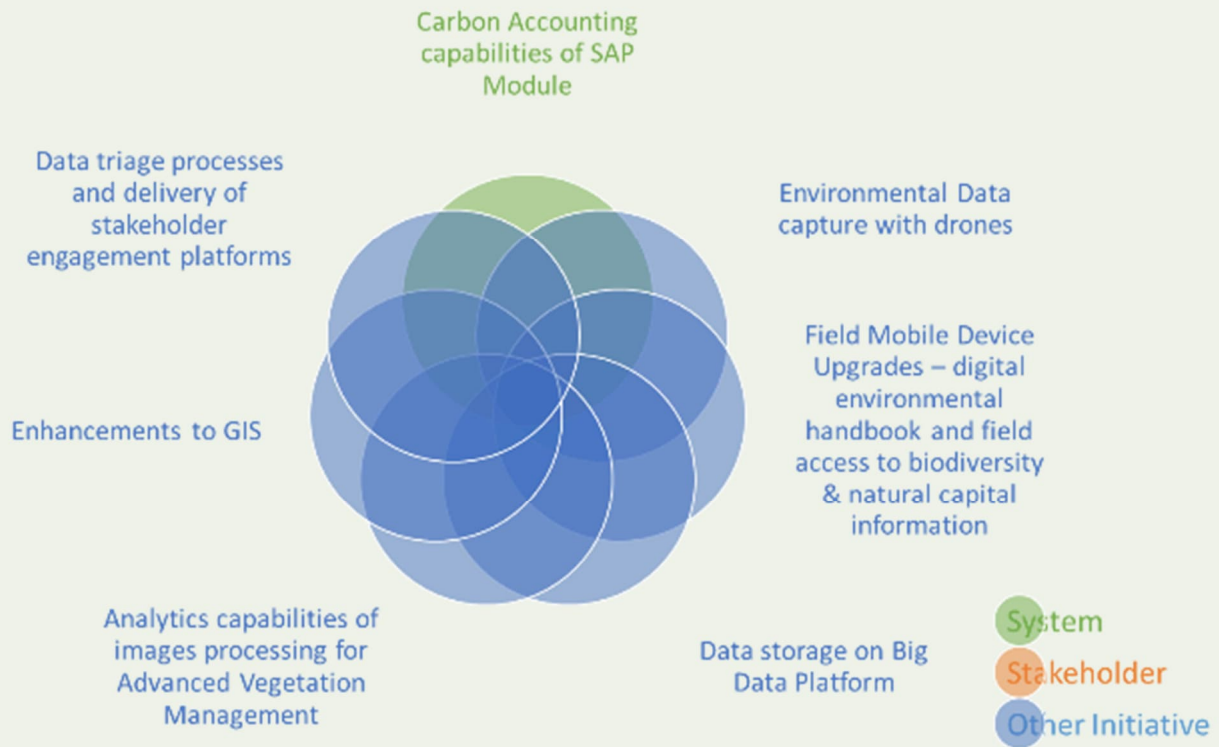 Carbon Accounting
capabilities of SAP
Module
Data triage processes
and delivery of
stakeholder
engagement platforms
Environmental Data
capture with drones
Field Mobile Device
Upgrades – digital
environmental
handbook and field
access to biodiversity
& natural capital
information
Enhancements to GIS
Analytics capabilities of
images processing for
Advanced Vegetation
Management
Data storage on Big
Data Platform
System
Stakeholder
Other Initiative